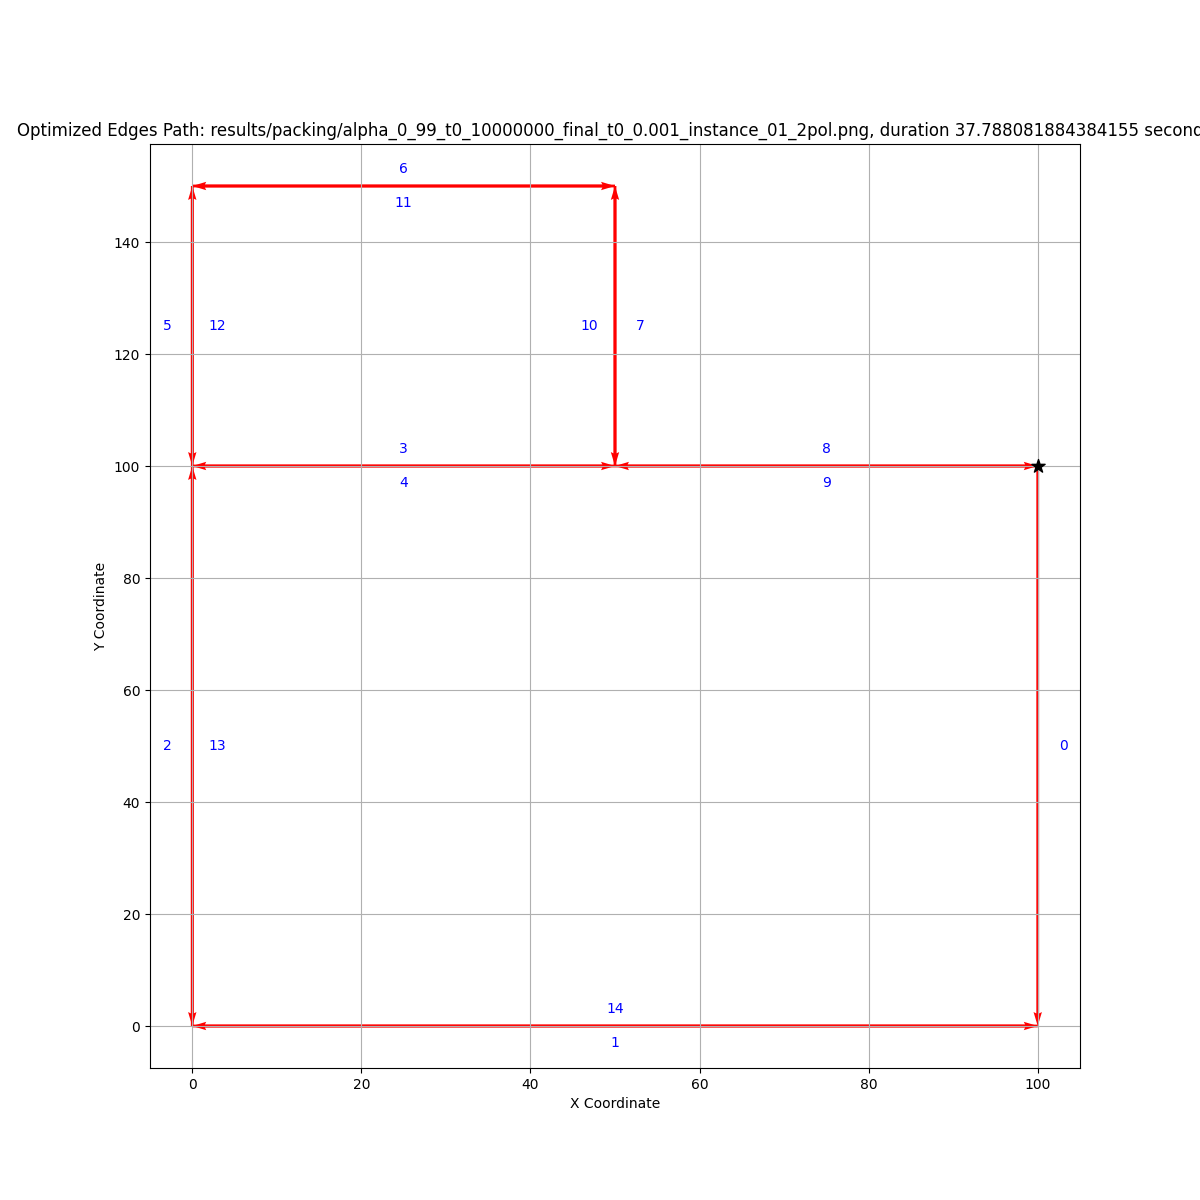 Optimized Edges Path: results/packing/alpha_0_99_t0_10000000_final_t0.001_instance_01_2pol.png, duration 37.788081884384155 second
6
11
140
5 12 10 7
120
3 8
100
4 9
80
Y Coordinate
60
2 13 0
40
20
14
0
1
0 20 40 60 80 100
X Coordinate